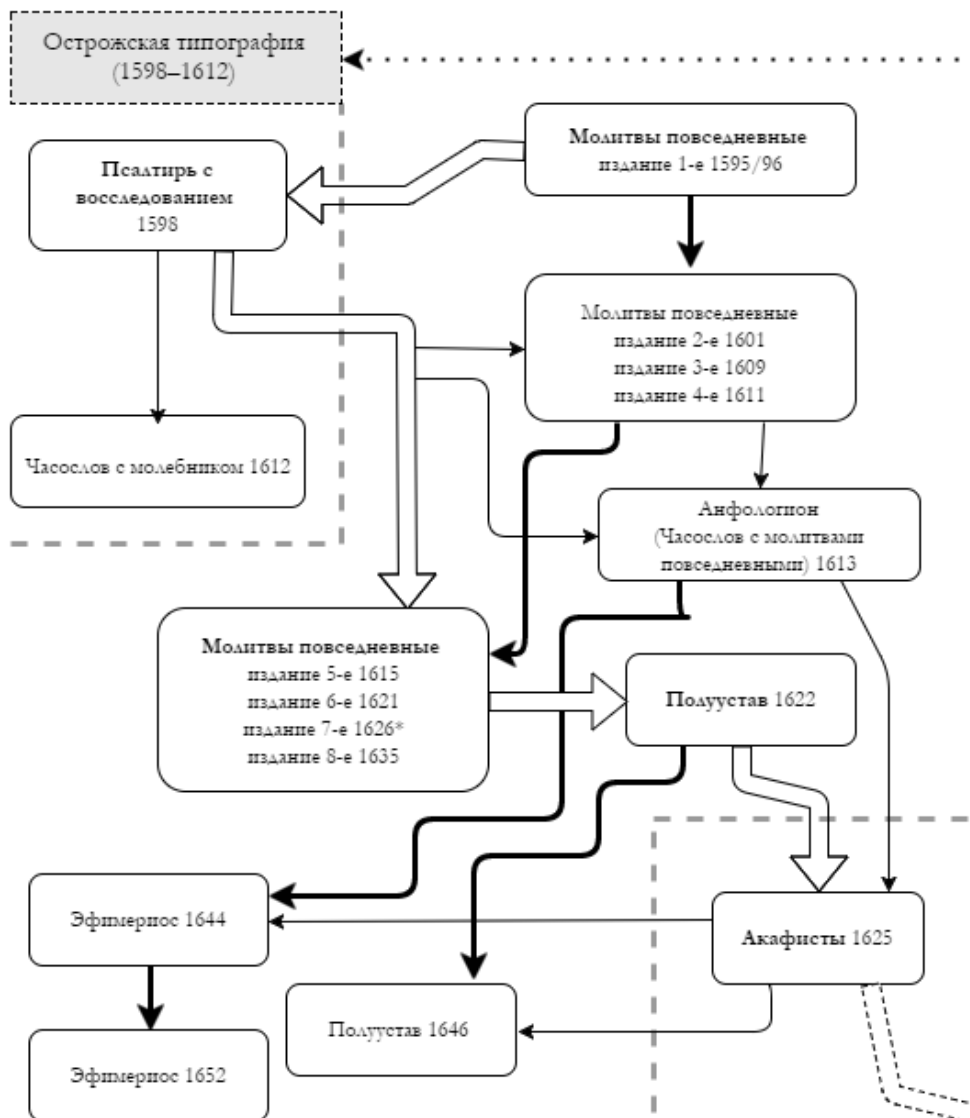 Острожская типография
(1598–1612)
Молитвы повседневные
издание 1-е 1595/96
Псалтирь с
восследованием
1598
Молитвы повседневные
издание 2-е 1601
издание 3-е 1609
издание 4-е 1611
Часослов с молебником 1612
Анфологион
(Часослов с молитвами
повседневными) 1613
Молитвы повседневные
издание 5-е 1615
издание 6-е 1621
издание 7-е 1626*
издание 8-е 1635
Полуустав 1622
Эфимериос 1644
Акафисты 1625
Полуустав 1646
Эфимериос 1652